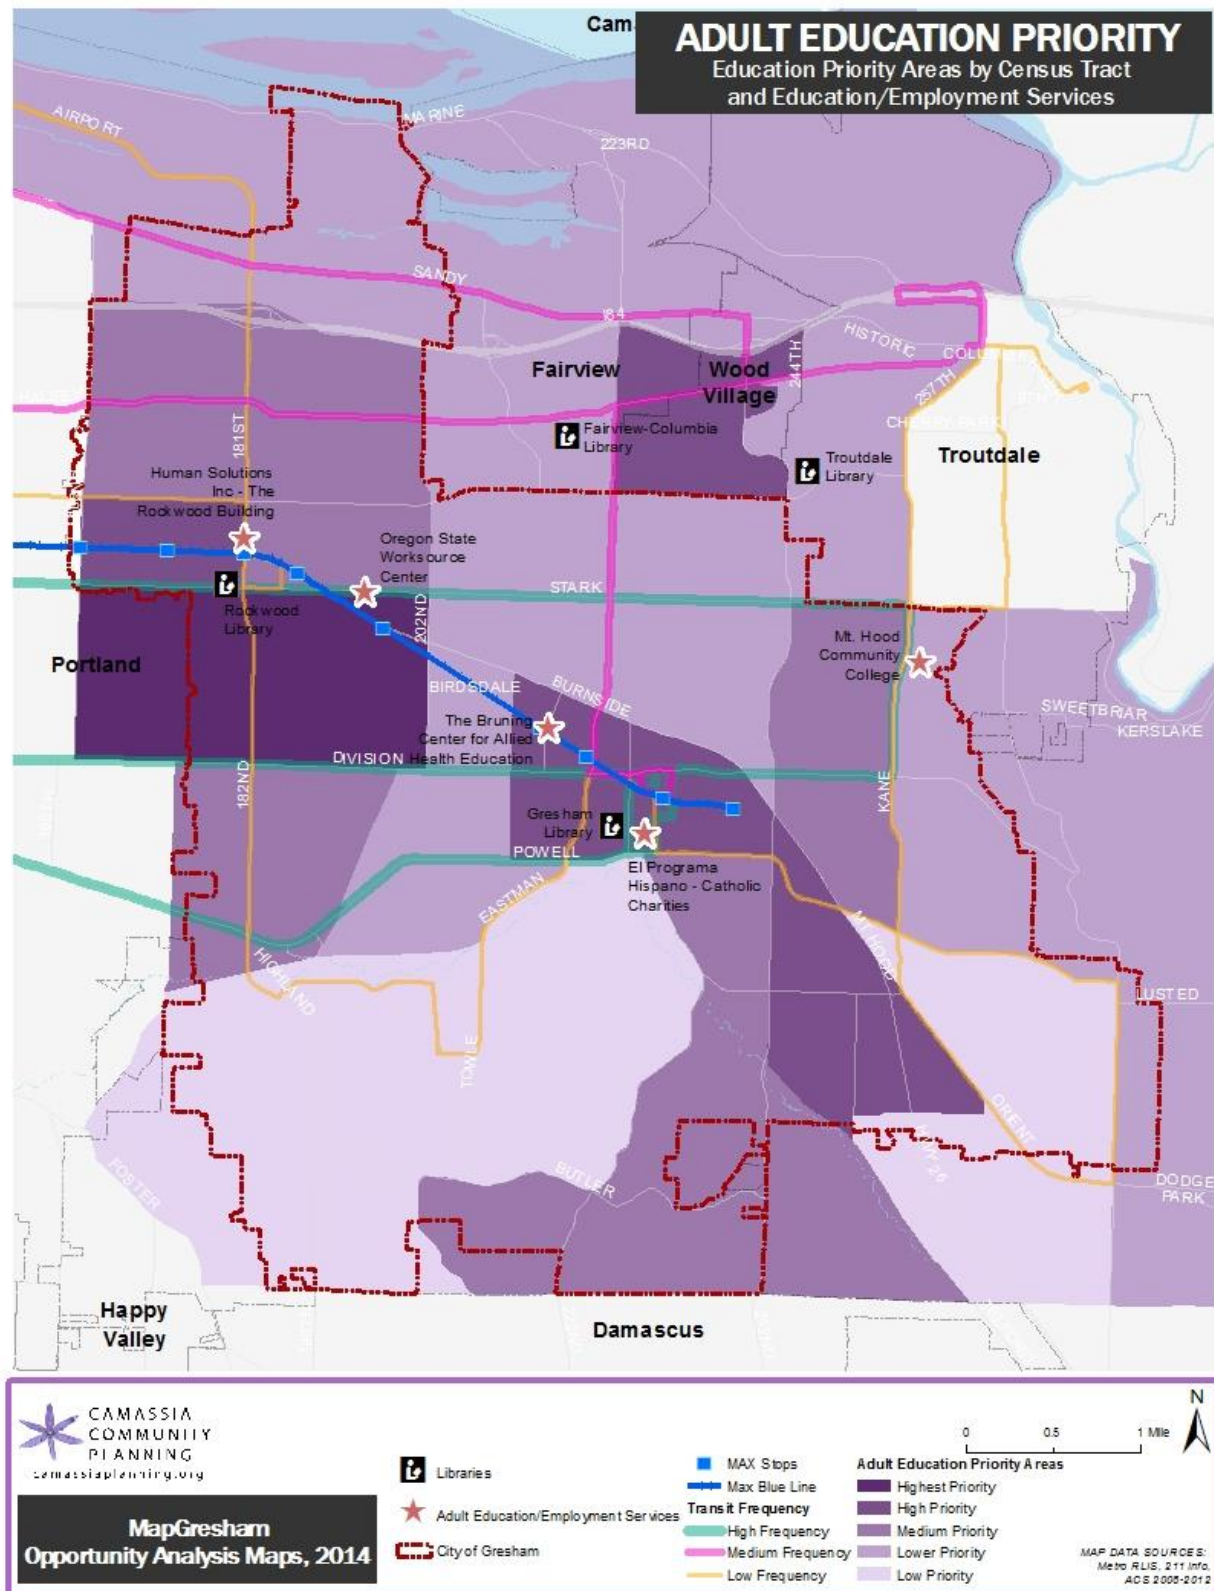 Cam
ADULT EDUCATION PRIORITY
Education Priority Areas by Census Tract
and Education/Employment Services
AIRPORT
MARINE
223RD
SANDY
I84
HISTORIC
Fairview
Wood
Village
244TH
257TH
CHERRY PARK
Troutdale
181ST
Fairview-Columbia
Library
Troutdale
Library
Human Solutions
Inc - The
Rockwood Building
Oregon State
Worksource
Center
STARK
Rockwood
Library
202ND
Portland
Mt. Hood
Community
College
BIRDSDALE
BURNSIDE
SWEETBRIAR
KERSLAKE
The Bruning
Center for Allied
Health Education
DIVISION
182ND
KANE
Gresham
Library
POWELL
El Programa
Hispano - Catholic
Charities
EASTMAN
MT HOOD
HIGHLAND
LUSTED
TOWLE
ORIENT
HWY 26
BUTLER
FOSTER
DODGE
PARK
Happy
Valley
Damascus
CAMASSIA
COMMUNITY
PLANNING
camassiaplanning.org
MapGresham
Opportunity Analysis Maps, 2014
Libraries
Adult Education/Employment Services
City of Gresham
MAX Stops
Max Blue Line
Transit Frequency
High Frequency
Medium Frequency
Low Frequency
N
0 0.5 1 Mile
Adult Education Priority Areas
Highest Priority
High Priority
Medium Priority
Lower Priority
Low Priority
MAP DATA SOURCES:
Metro RLIS, 211 Info,
ACS 2008-2012